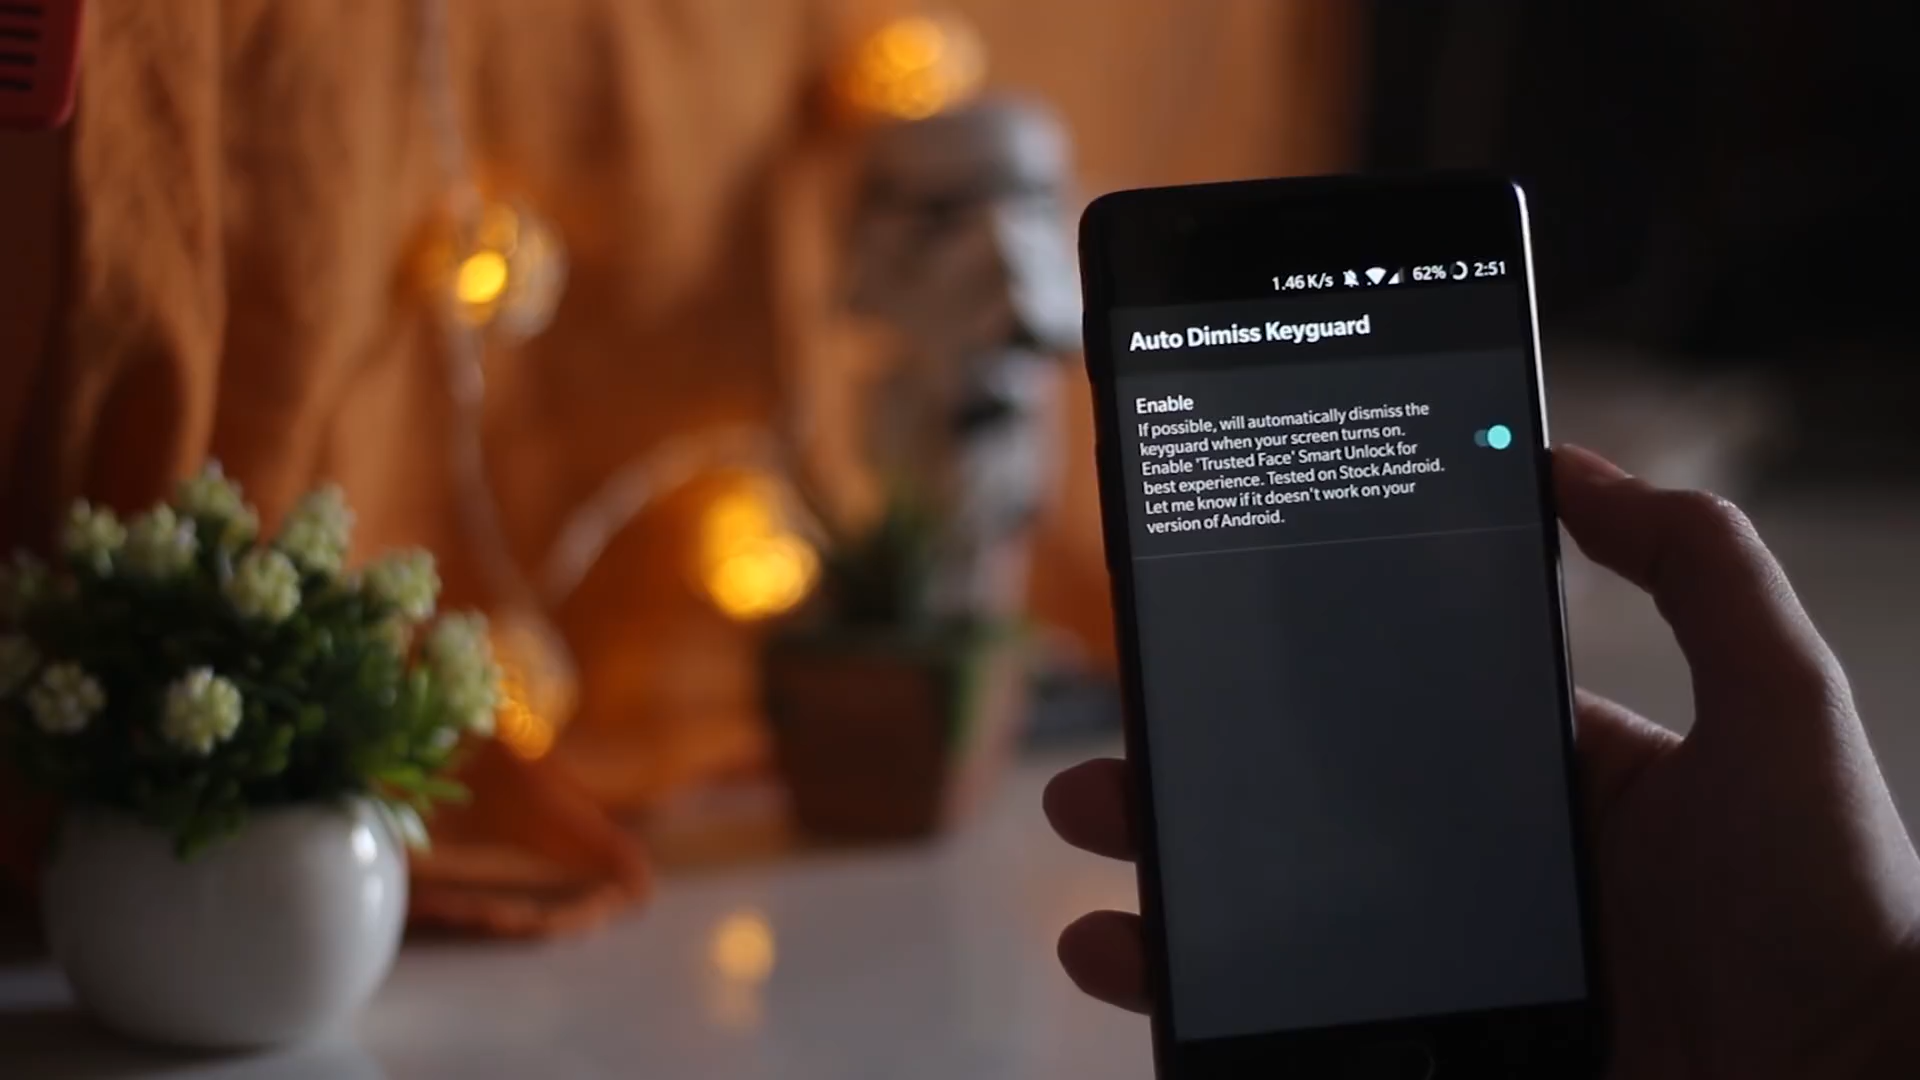 1.46 K/s 62% 2:51
Auto Dimiss Keyguard
Enable
If possible, will automatically dismiss the
keyguard when your screen turns on.
Enable 'Trusted Face' Smart Unlock for
best experience. Tested on Stock Android.
Let me know if it doesn't work on your
version of Android.